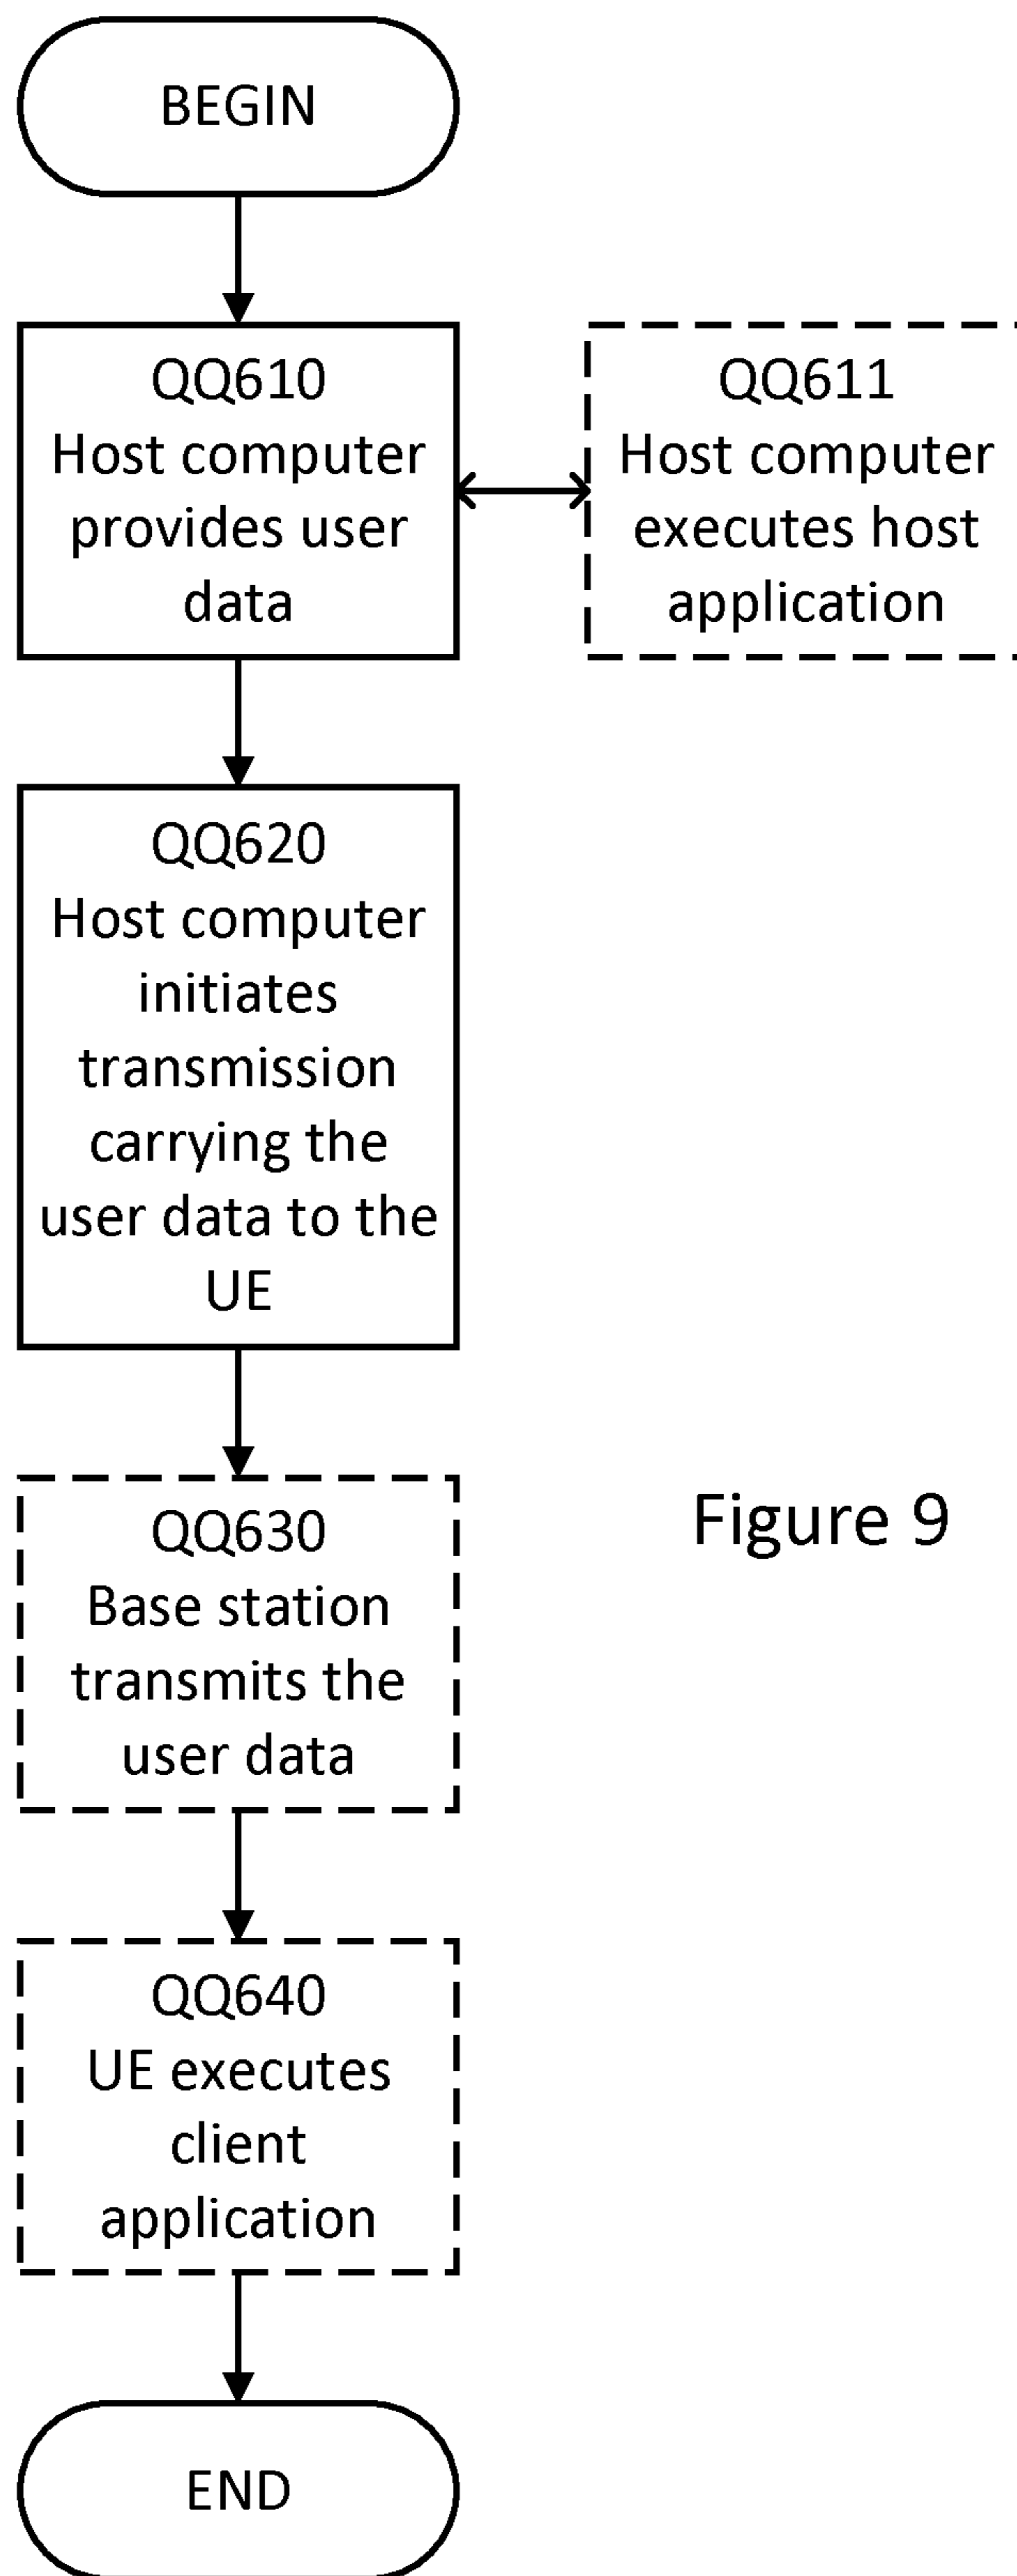 BEGIN
QQ610
Host computer
provides user
data
QQ611
Host computer
executes host
application
QQ620
Host computer
initiates
transmission
carrying the
user data to the
UE
QQ630
Base station
transmits the
user data
Figure 9
QQ640
UE executes
client
application
END